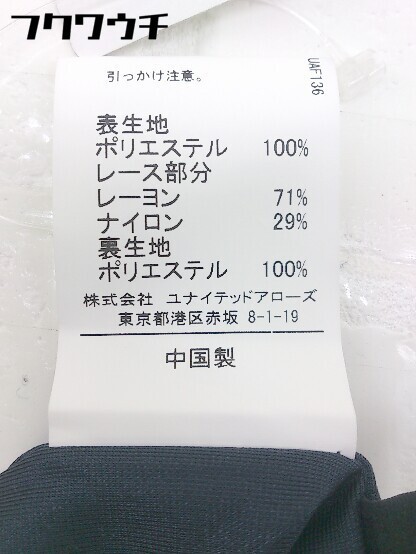 フクワウチ
引っかけ注意。
UAF136
表生地
ポリエステル 100%
レース部分
レーヨン 71%
ナイロン 29%
裏生地
ポリエステル 100%
株式会社 ユナイテッドアローズ
東京都港区赤坂 8-1-19
中国製